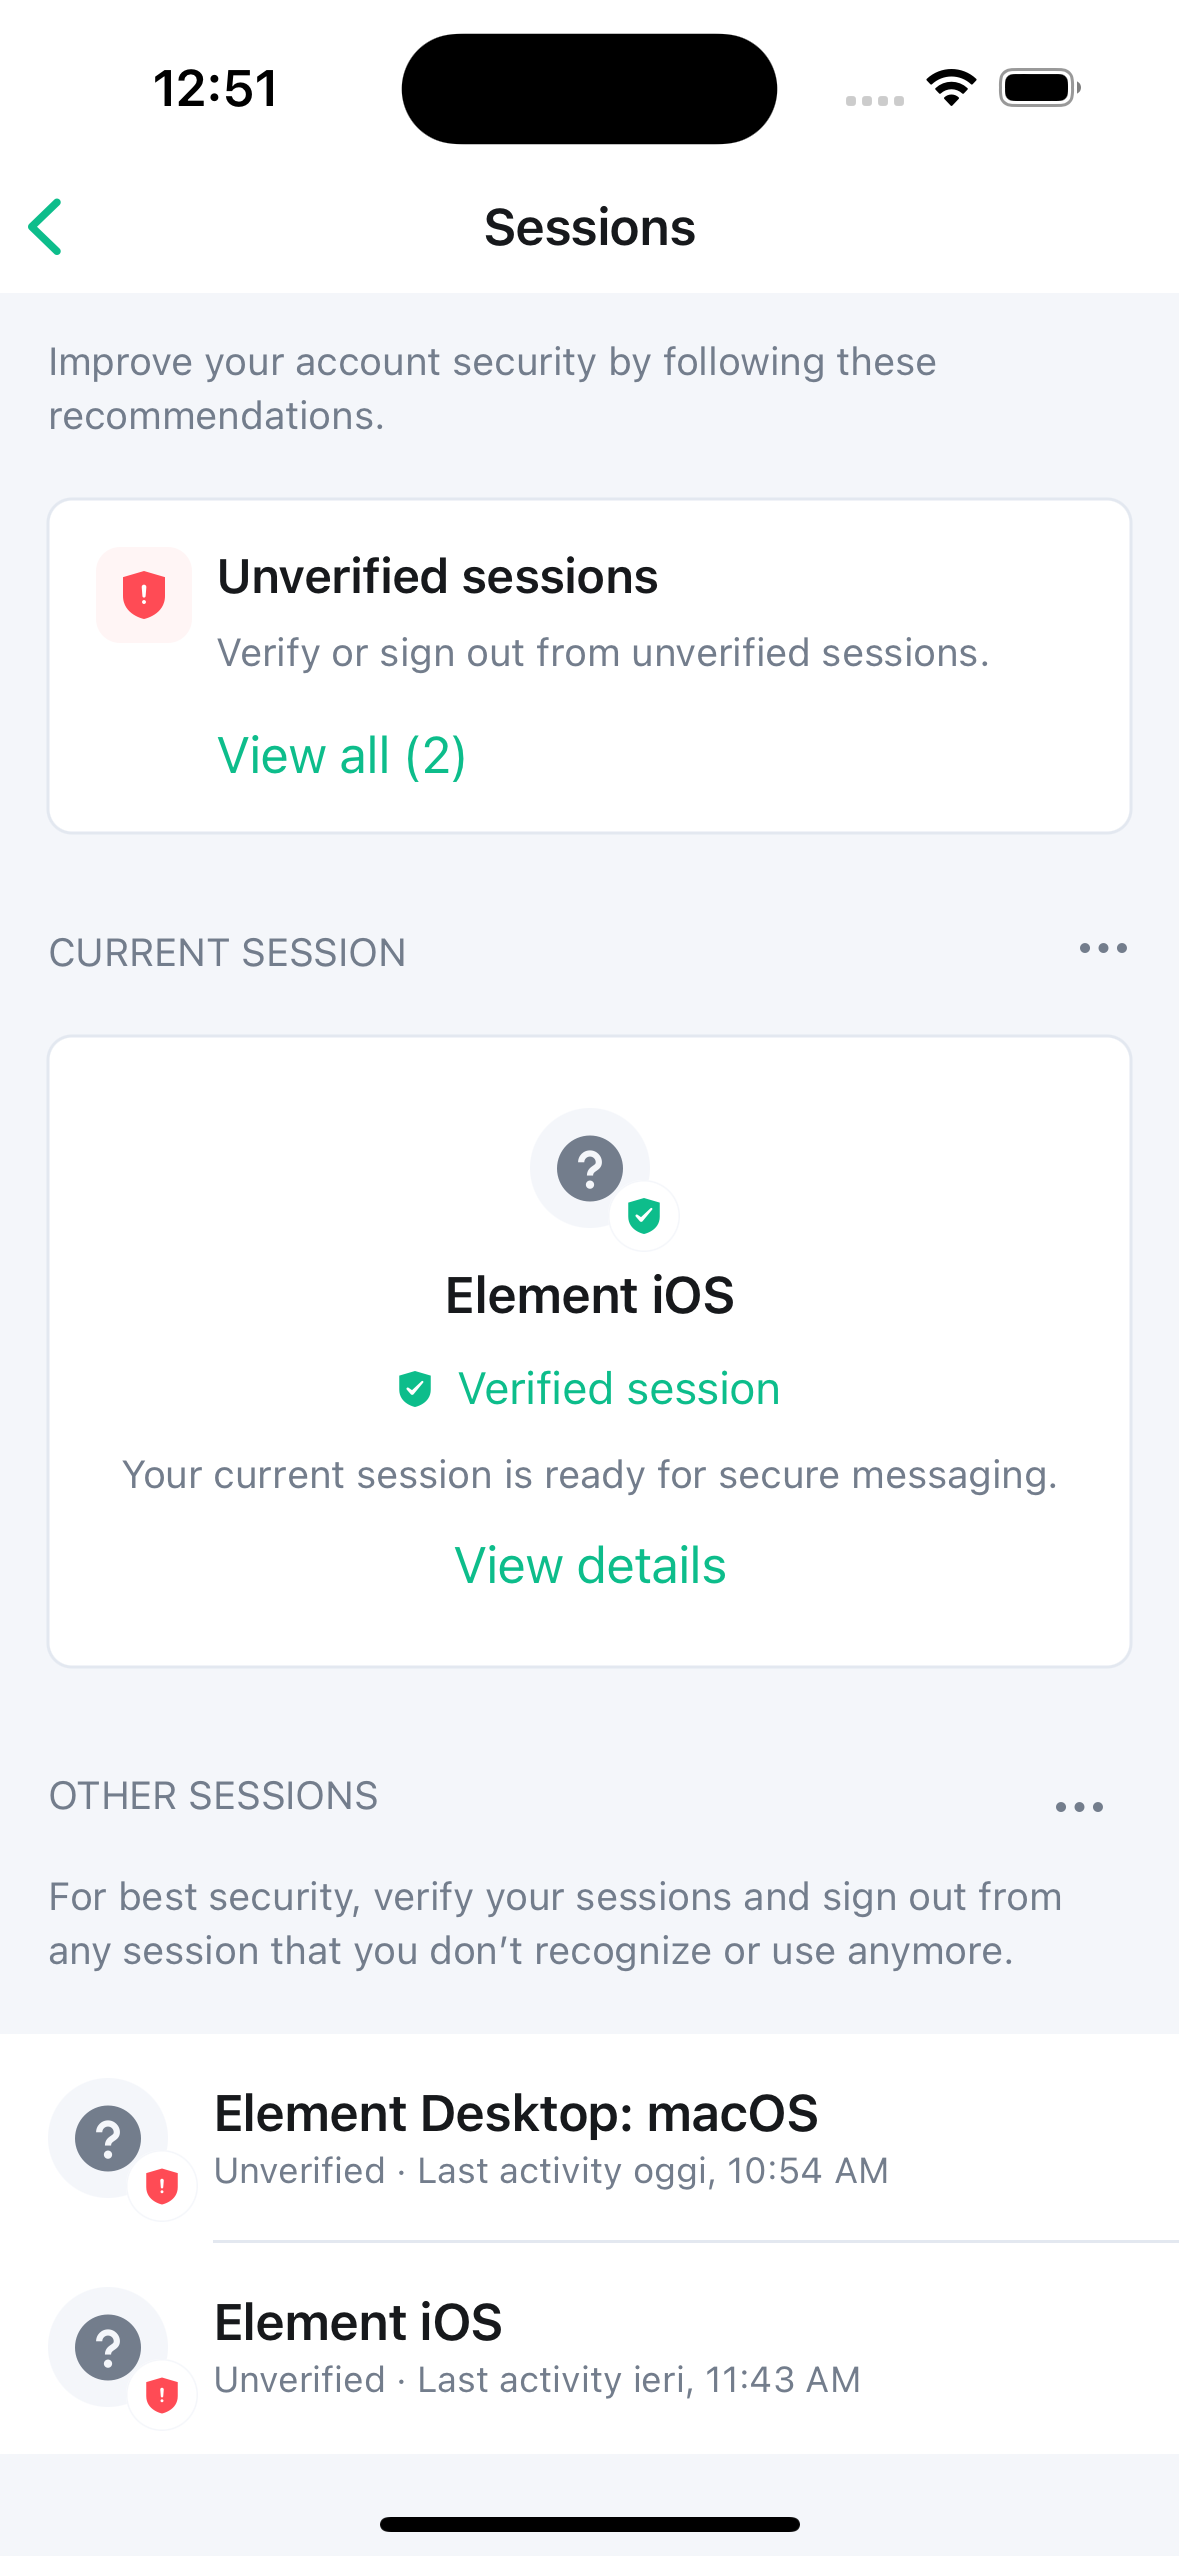 12:51
Sessions
Improve your account security by following these
recommendations.
Unverified sessions
Verify or sign out from unverified sessions.
View all (2)
CURRENT SESSION
Element iOS
Verified session
Your current session is ready for secure messaging.
View details
OTHER SESSIONS
For best security, verify your sessions and sign out from
any session that you don’t recognize or use anymore.
Element Desktop: macOS
Unverified · Last activity oggi, 10:54 AM
Element iOS
Unverified · Last activity ieri, 11:43 AM